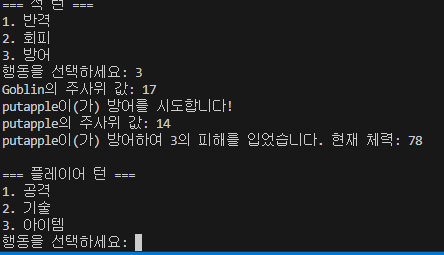 === 적 턴 ===
1. 반격
2. 회피
3. 방어
행동을 선택하세요: 3
Goblin의 주사위 값: 17
putapple이(가) 방어를 시도합니다!
putapple의 주사위 값: 14
putapple이(가) 방어하여 3의 피해를 입었습니다. 현재 체력: 78
=== 플레이어 턴 ===
1. 공격
2. 기술
3. 아이템
행동을 선택하세요: